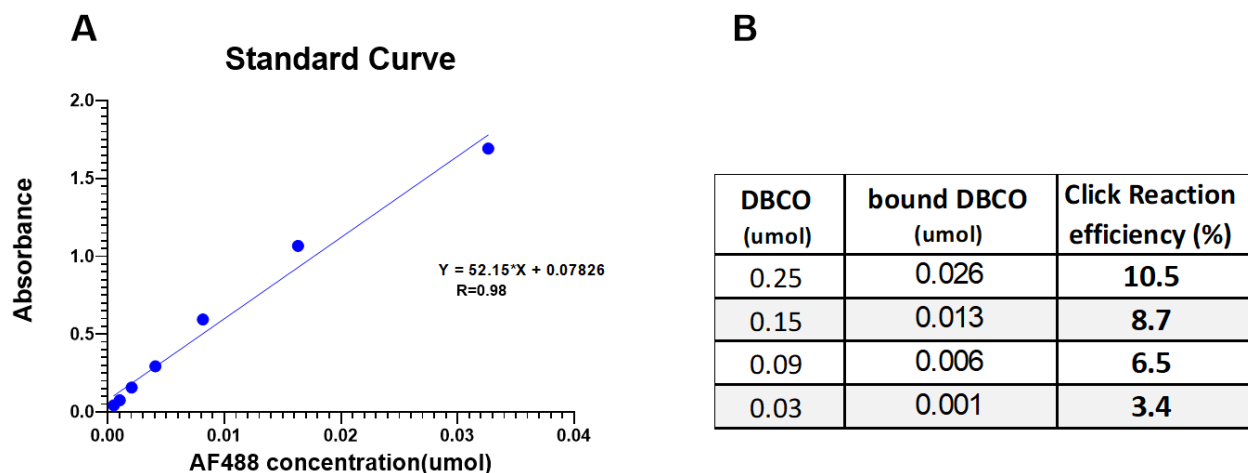 A
Standard Curve
2.0
1.5
1.0
0.5
0.0
Absorbance
Y = 52.15*X + 0.07826
R=0.98
0.00 0.01 0.02 0.03 0.04
AF488 concentration(umol)
B
DBCO (umol) bound DBCO (umol) Click Reaction efficiency (%)
0.25 0.026 10.5
0.15 0.013 8.7
0.09 0.006 6.5
0.03 0.001 3.4